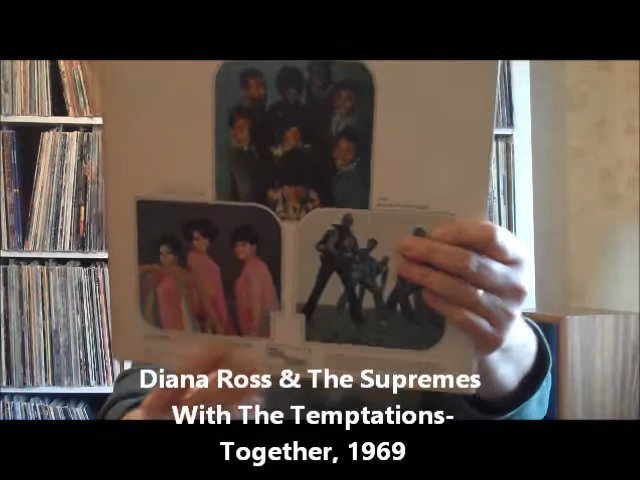 Diana Ross & The Supremes
With The Temptations-
Together, 1969